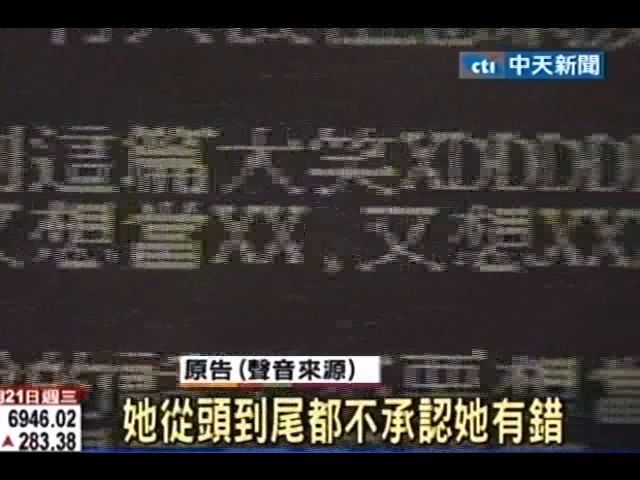 cti 中天新聞
這篇大笑XDDDD
想當XX,又想XX
原告(聲音來源)
21日週三
她從頭到尾都不承認她有錯
6946.02
▲283.38